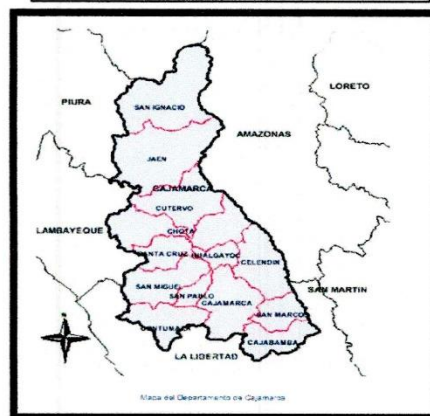 LORETO
PIURA
SAN IGNACIO
AMAZONAS
JAEN
CAJAMARCA
CUTERVO
LAMBAYEQUE
CHOTA
SANTA CRUZ
HUALGAYOC
CELENDIN
SAN MIGUEL
SAN MARTIN
SAN PABLO
CAJAMARCA
SAN MARCOS
CONTUMAZA
CAJABAMBA
LA LIBERTAD
Mapa del Departamento de Cajamarca